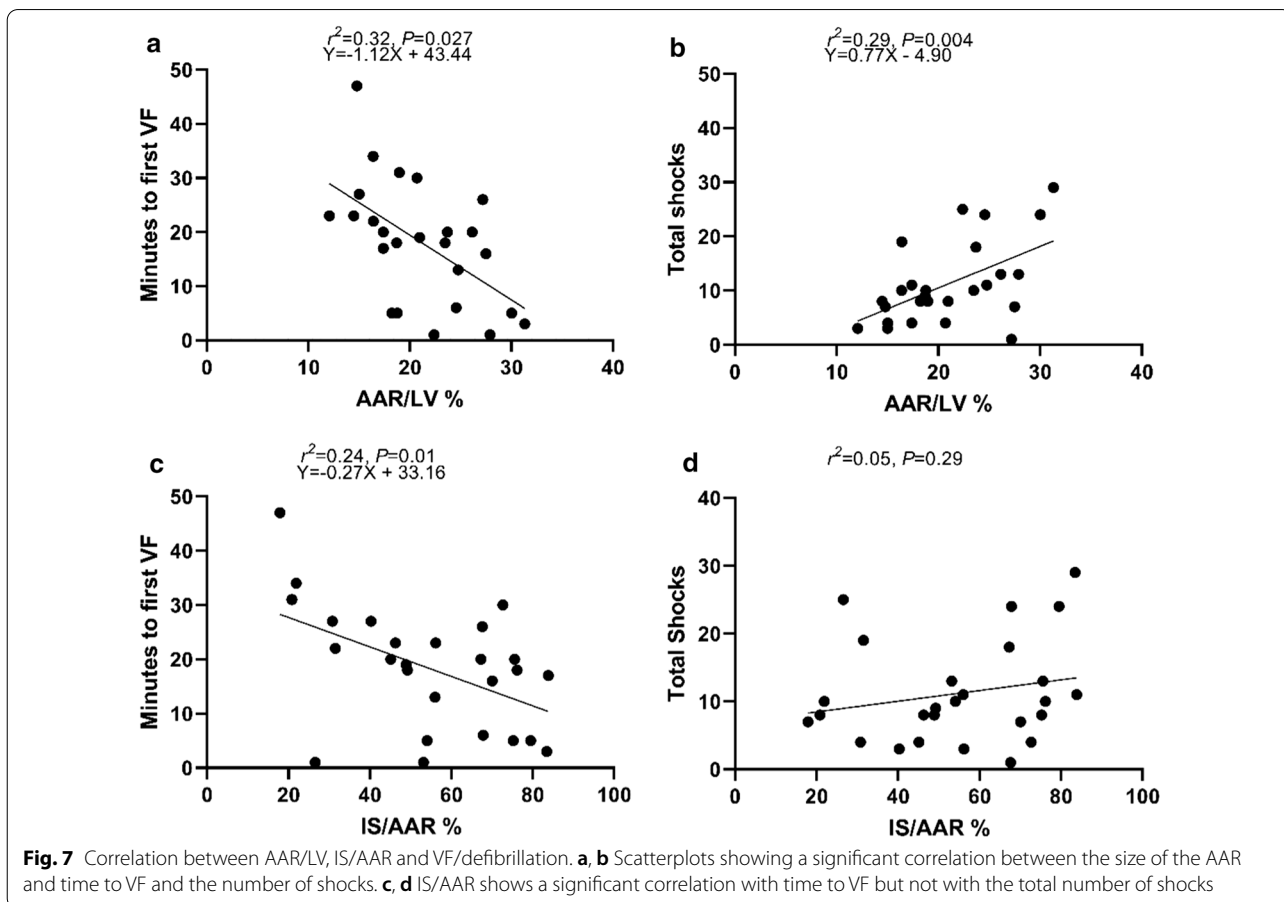 a
r²=0.32, P=0.027
Y=-1.12X + 43.44
Minutes to first VF
50
40
30
20
10
0
0 10 20 30 40
AAR/LV %
b
r²=0.29, P=0.004
Y=0.77X - 4.90
Total shocks
50
40
30
20
10
0
0 10 20 30 40
AAR/LV %
c
r²=0.24, P=0.01
Y=-0.27X + 33.16
Minutes to first VF
50
40
30
20
10
0
0 20 40 60 80 100
IS/AAR %
d
r²=0.05, P=0.29
Total Shocks
40
30
20
10
0
0 20 40 60 80 100
IS/AAR %
Fig. 7 Correlation between AAR/LV, IS/AAR and VF/defibrillation. a, b Scatterplots showing a significant correlation between the size of the AAR
and time to VF and the number of shocks. c, d IS/AAR shows a significant correlation with time to VF but not with the total number of shocks